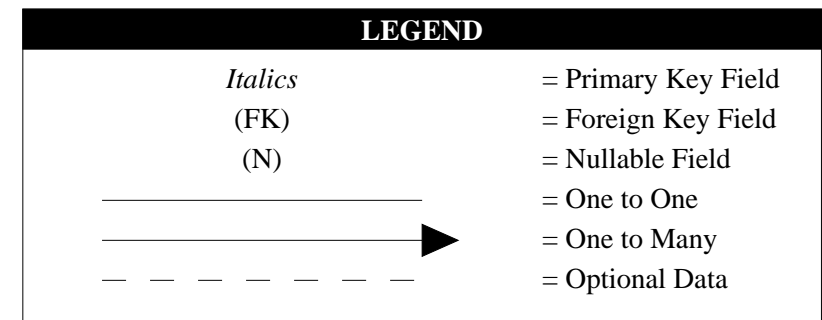 LEGEND
Italics = Primary Key Field
(FK) = Foreign Key Field
(N) = Nullable Field
= One to One
= One to Many
= Optional Data